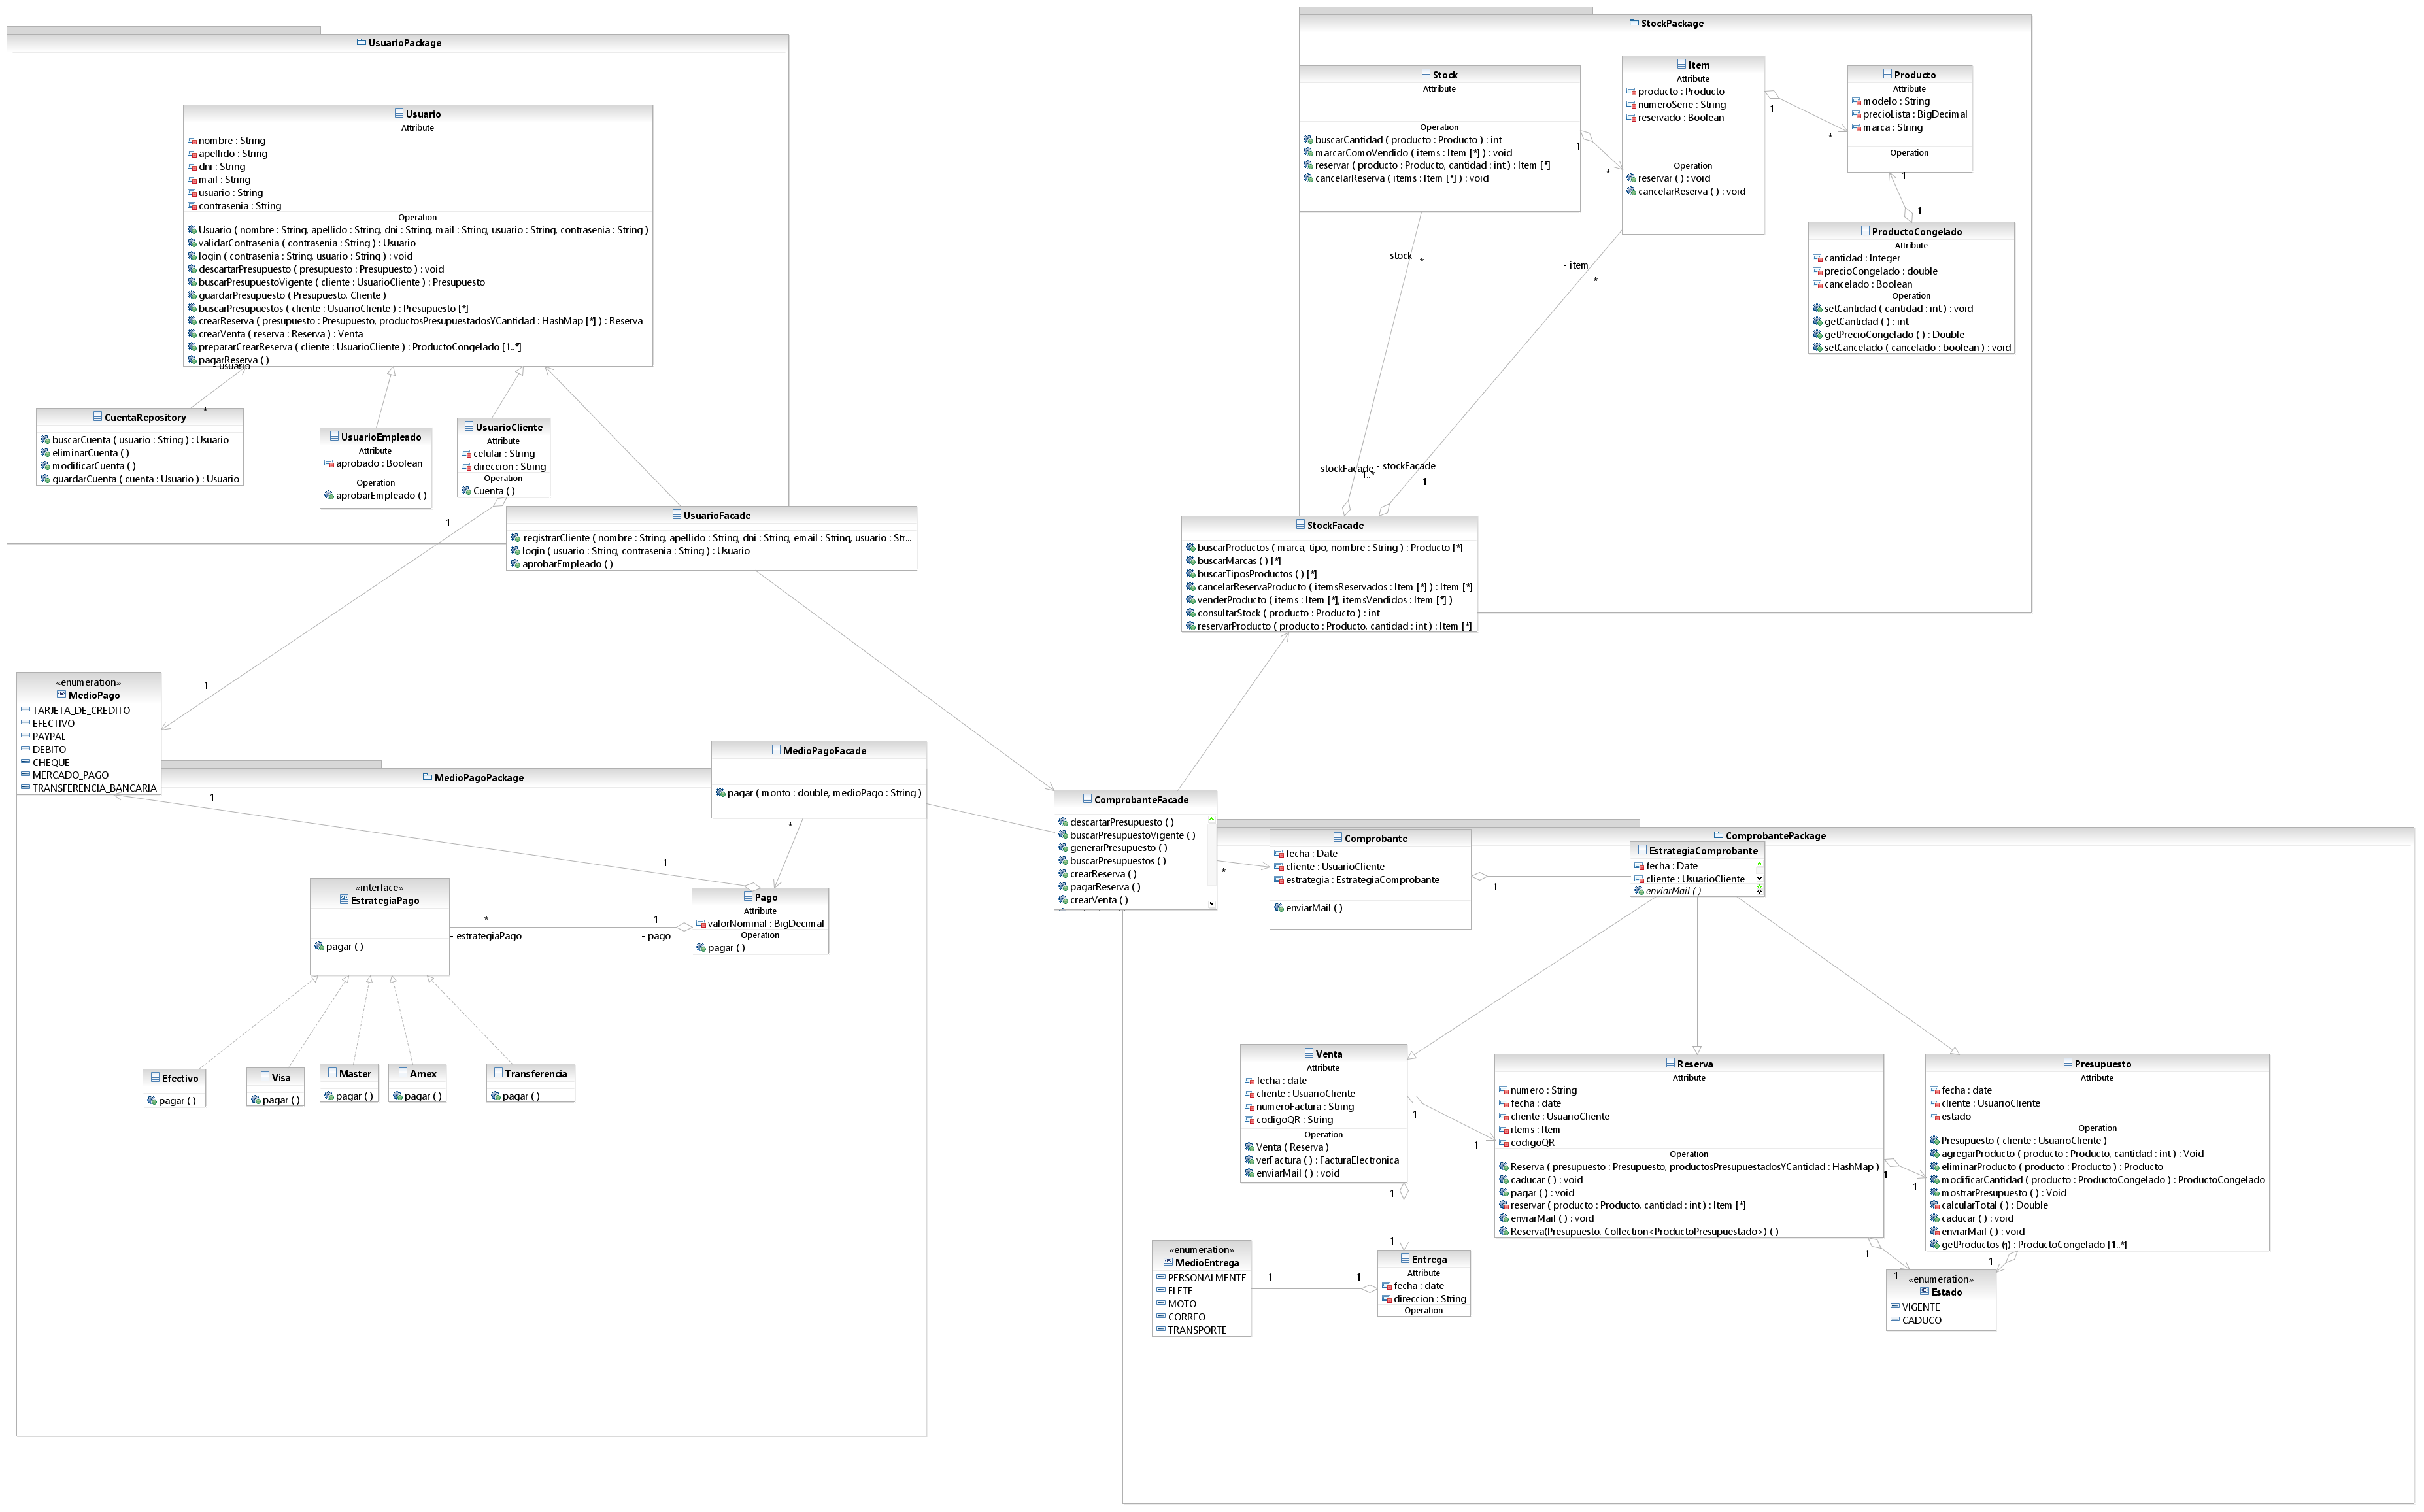 UsuarioPackage
Usuario
Attribute
nombre : String
apellido : String
dni : String
mail : String
usuario : String
contrasenia : String
Operation
Usuario ( nombre : String, apellido : String, dni : String, mail : String, usuario : String, contrasenia : String )
validarContrasenia ( contrasenia : String ) : Usuario
login ( contrasenia : String, usuario : String ) : void
descartarPresupuesto ( presupuesto : Presupuesto ) : void
buscarPresupuestoVigente ( cliente : UsuarioCliente ) : Presupuesto
guardarPresupuesto ( Presupuesto, Cliente )
buscarPresupuestos ( cliente : UsuarioCliente ) : Presupuesto [*]
crearReserva ( presupuesto : Presupuesto, productosPresupuestadosYCantidad : HashMap [*] ) : Reserva
crearVenta ( reserva : Reserva ) : Venta
prepararCrearReserva ( cliente : UsuarioCliente ) : ProductoCongelado [1..*]
pagarReserva ( )
- usuario
*
CuentaRepository
buscarCuenta ( usuario : String ) : Usuario
eliminarCuenta ( )
modificarCuenta ( )
guardarCuenta ( cuenta : Usuario ) : Usuario
UsuarioEmpleado
Attribute
aprobado : Boolean
Operation
aprobarEmpleado ( )
UsuarioCliente
Attribute
celular : String
direccion : String
Operation
Cuenta ( )
1
1
UsuarioFacade
registrarCliente ( nombre : String, apellido : String, dni : String, email : String, usuario : Str...
login ( usuario : String, contrasenia : String ) : Usuario
aprobarEmpleado ( )
StockPackage
Stock
Attribute
Operation
buscarCantidad ( producto : Producto ) : int
marcarComoVendido ( items : Item [*] ) : void
reservar ( producto : Producto, cantidad : int ) : Item [*]
cancelarReserva ( items : Item [*] ) : void
1
*
Item
Attribute
producto : Producto
numeroSerie : String
reservado : Boolean
Operation
reservar ( ) : void
cancelarReserva ( ) : void
1
*
Producto
Attribute
modelo : String
precioLista : BigDecimal
marca : String
Operation
1
1
ProductoCongelado
Attribute
cantidad : Integer
precioCongelado : double
cancelado : Boolean
Operation
setCantidad ( cantidad : int ) : void
getCantidad ( ) : int
getPrecioCongelado ( ) : Double
setCancelado ( cancelado : boolean ) : void
- stock
*
- item
*
- stockFacade
1..*
- stockFacade
1
StockFacade
buscarProductos ( marca, tipo, nombre : String ) : Producto [*]
buscarMarcas ( ) [*]
buscarTiposProductos ( ) [*]
cancelarReservaProducto ( itemsReservados : Item [*] ) : Item [*]
venderProducto ( items : Item [*], itemsVendidos : Item [*] )
consultarStock ( producto : Producto ) : int
reservarProducto ( producto : Producto, cantidad : int ) : Item [*]
«enumeration»
MedioPago
TARJETA_DE_CREDITO
EFECTIVO
PAYPAL
DEBITO
CHEQUE
MERCADO_PAGO
TRANSFERENCIA_BANCARIA
MedioPagoPackage
MedioPagoFacade
pagar ( monto : double, medioPago : String )
*
1
1
«interface»
EstrategiaPago
pagar ( )
*
- estrategiaPago
1
- pago
Pago
Attribute
valorNominal : BigDecimal
Operation
pagar ( )
Efectivo
pagar ( )
Visa
pagar ( )
Master
pagar ( )
Amex
pagar ( )
Transferencia
pagar ( )
ComprobanteFacade
descartarPresupuesto ( )
buscarPresupuestoVigente ( )
generarPresupuesto ( )
buscarPresupuestos ( )
crearReserva ( )
pagarReserva ( )
crearVenta ( )
*
ComprobantePackage
Comprobante
fecha : Date
cliente : UsuarioCliente
estrategia : EstrategiaComprobante
enviarMail ( )
1
EstrategiaComprobante
fecha : Date
cliente : UsuarioCliente
enviarMail ( )
Venta
Attribute
fecha : date
cliente : UsuarioCliente
numeroFactura : String
codigoQR : String
Operation
Venta ( Reserva )
verFactura ( ) : FacturaElectronica
enviarMail ( ) : void
1
1
Reserva
Attribute
numero : String
fecha : date
cliente : UsuarioCliente
items : Item
codigoQR
Operation
Reserva ( presupuesto : Presupuesto, productosPresupuestadosYCantidad : HashMap )
caducar ( ) : void
pagar ( ) : void
reservar ( producto : Producto, cantidad : int ) : Item [*]
enviarMail ( ) : void
Reserva(Presupuesto, Collection<ProductoPresupuestado>) ( )
1
1
Presupuesto
Attribute
fecha : date
cliente : UsuarioCliente
estado
Operation
Presupuesto ( cliente : UsuarioCliente )
agregarProducto ( producto : Producto, cantidad : int ) : Void
eliminarProducto ( producto : Producto ) : Producto
modificarCantidad ( producto : ProductoCongelado ) : ProductoCongelado
mostrarPresupuesto ( ) : Void
calcularTotal ( ) : Double
caducar ( ) : void
enviarMail ( ) : void
getProductos ( ) : ProductoCongelado [1..*]
1
1
1
1
1
1
«enumeration»
MedioEntrega
PERSONALMENTE
FLETE
MOTO
CORREO
TRANSPORTE
1
1
Entrega
Attribute
fecha : date
direccion : String
Operation
«enumeration»
Estado
VIGENTE
CADUCO